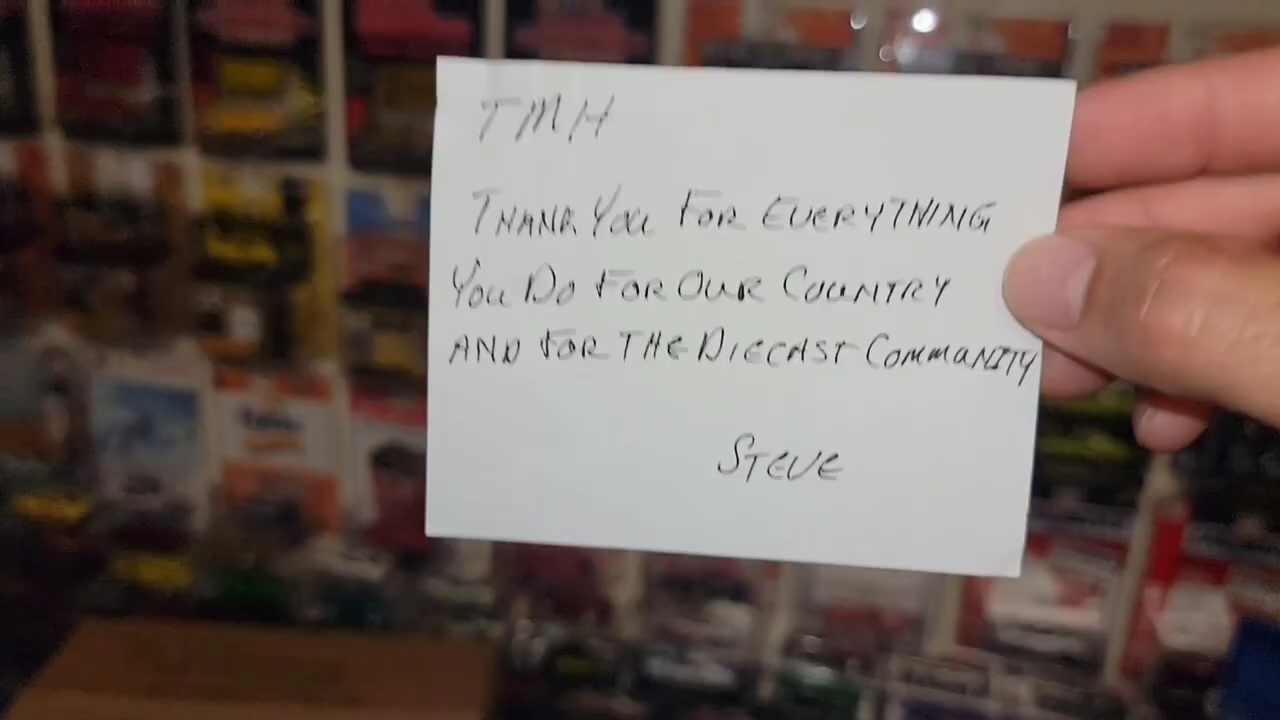 TMH
THANK YOU FOR EVERYTHING
YOU DO FOR OUR COUNTRY
AND FOR THE DIECAST COMMUNITY
STEVE